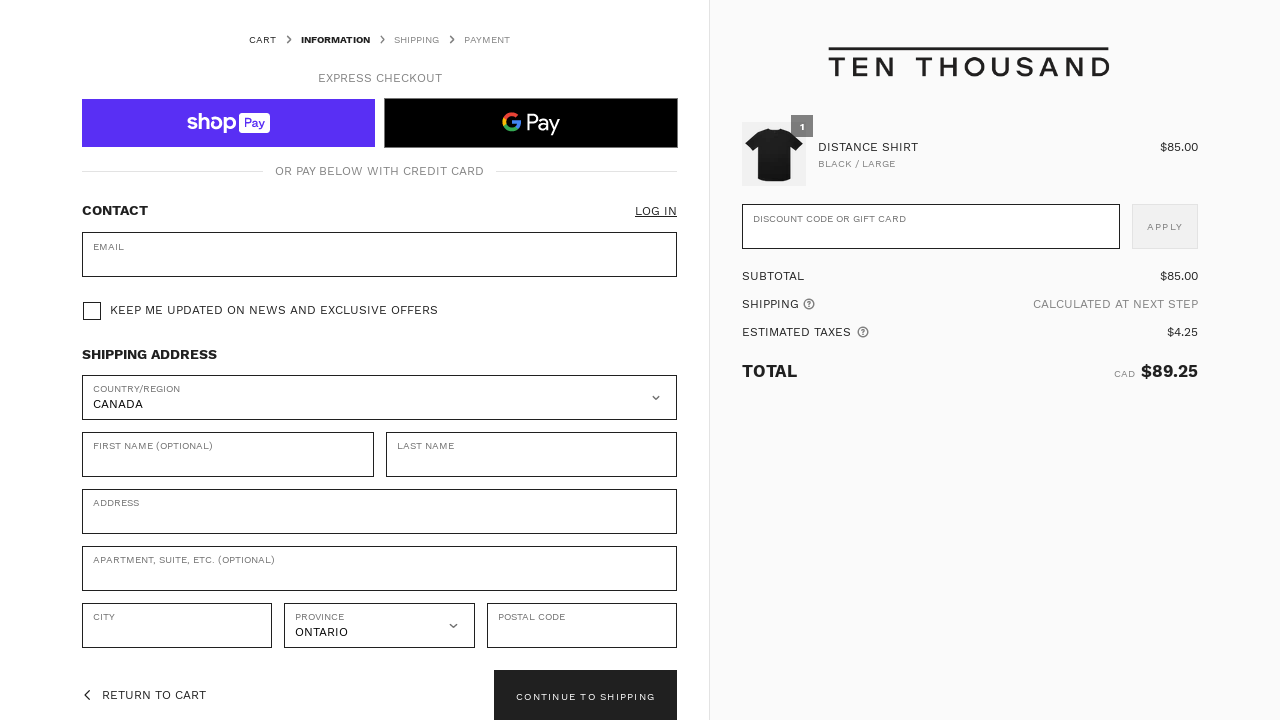 CART > INFORMATION > SHIPPING > PAYMENT
EXPRESS CHECKOUT
shop Pay
G Pay
OR PAY BELOW WITH CREDIT CARD
CONTACT
LOG IN
EMAIL
KEEP ME UPDATED ON NEWS AND EXCLUSIVE OFFERS
SHIPPING ADDRESS
COUNTRY/REGION
CANADA
FIRST NAME (OPTIONAL)
LAST NAME
ADDRESS
APARTMENT, SUITE, ETC. (OPTIONAL)
CITY
PROVINCE
ONTARIO
POSTAL CODE
RETURN TO CART
CONTINUE TO SHIPPING
TEN THOUSAND
1
DISTANCE SHIRT $85.00
BLACK / LARGE
DISCOUNT CODE OR GIFT CARD
APPLY
SUBTOTAL $85.00
SHIPPING ? CALCULATED AT NEXT STEP
ESTIMATED TAXES ? $4.25
TOTAL CAD $89.25